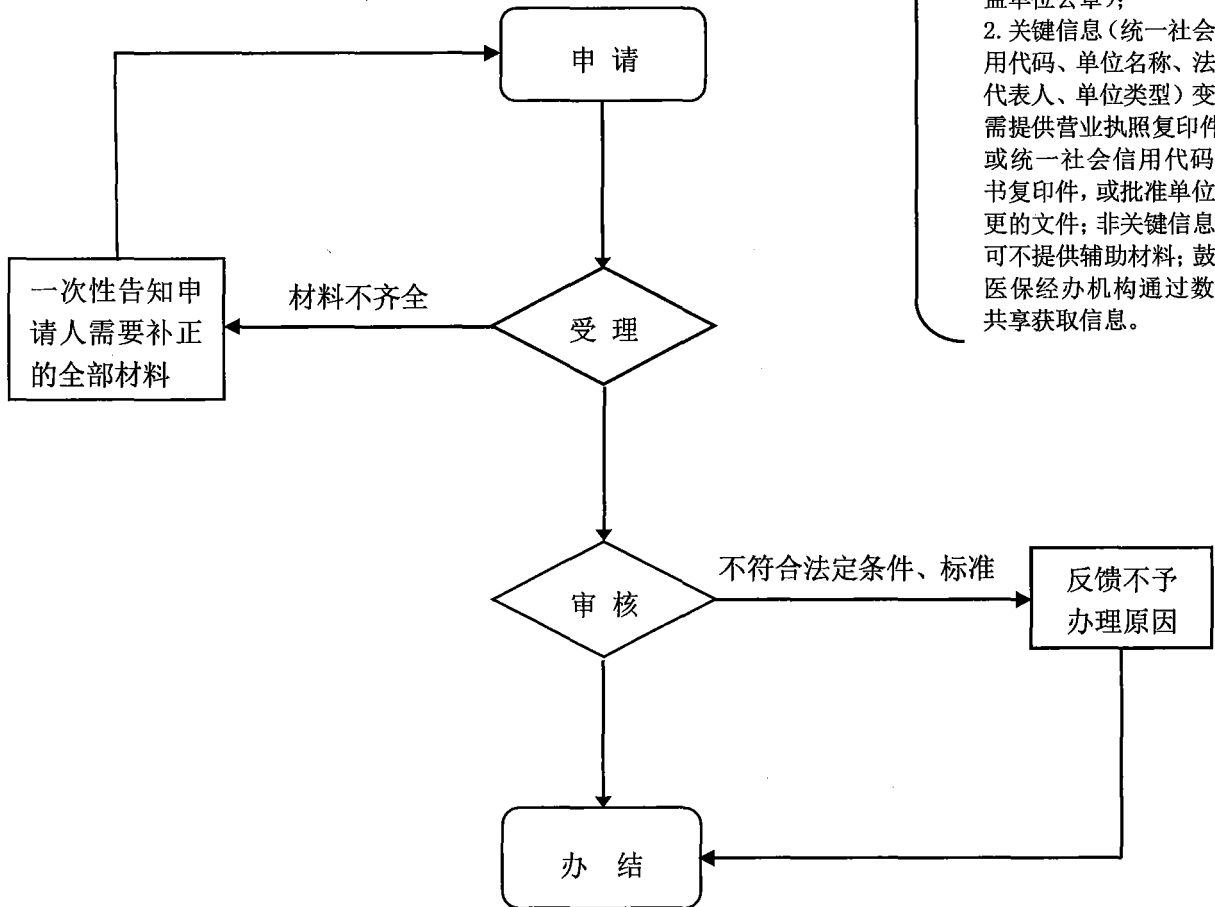 申 请
盖单位公章）；
2.关键信息（统一社会
用代码、单位名称、法
代表人、单位类型）变
需提供营业执照复印件
或统一社会信用代码
书复印件，或批准单位
更的文件；非关键信息
可不提供辅助材料；鼓
医保经办机构通过数
共享获取信息。
一次性告知申
请人需要补正
的全部材料
材料不齐全
受 理
审 核
不符合法定条件、标准
反馈不予
办理原因
办 结